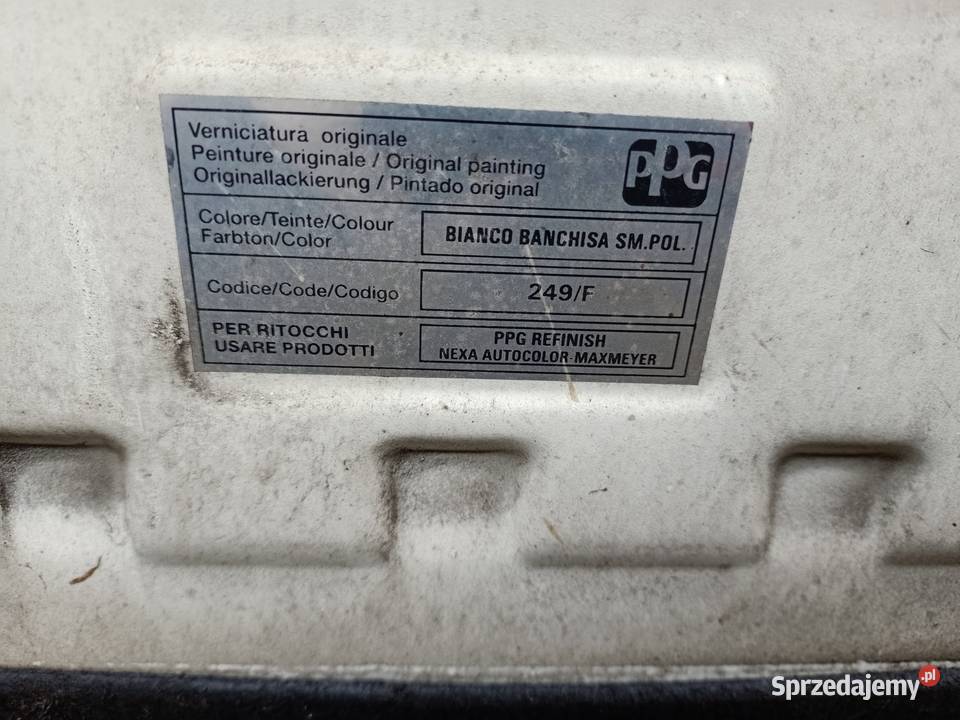 Verniciatura originale
Peinture originale / Original painting
Originallackierung / Pintado original
PPG
Colore/Teinte/Colour
Farbton/Color
BIANCO BANCHISA SM.POL.
Codice/Code/Codigo
249/F
PER RITOCCHI
USARE PRODOTTI
PPG REFINISH
NEXA AUTOCOLOR-MAXMEYER
Sprzedajemy.pl